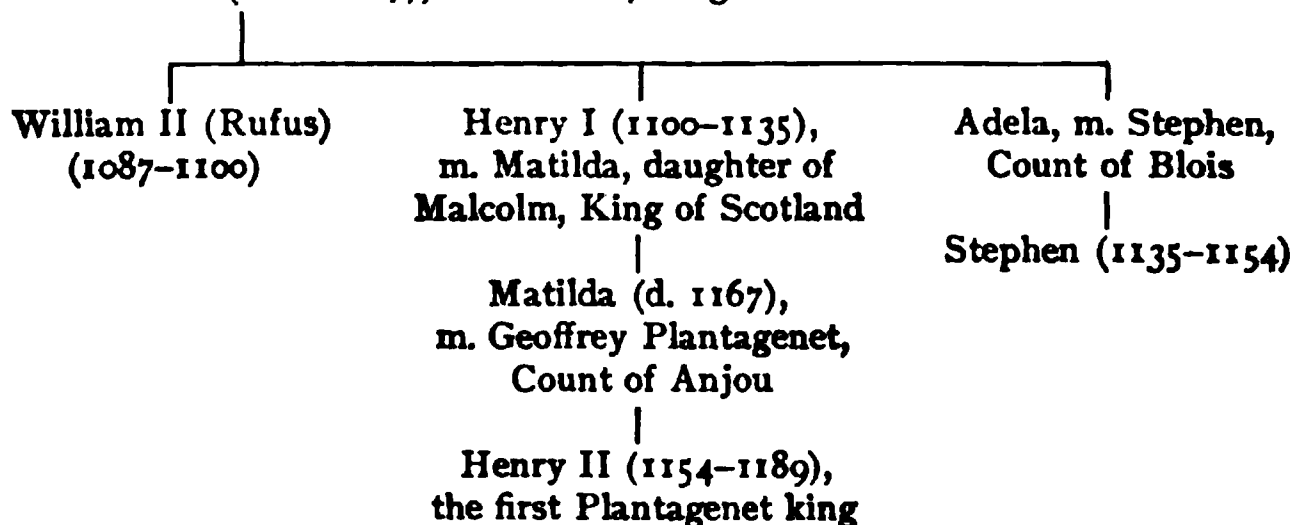 William II (Rufus)
(1087–1100)
Henry I (1100–1135),
m. Matilda, daughter of
Malcolm, King of Scotland
Adela, m. Stephen,
Count of Blois
Stephen (1135–1154)
Matilda (d. 1167),
m. Geoffrey Plantagenet,
Count of Anjou
Henry II (1154–1189),
the first Plantagenet king